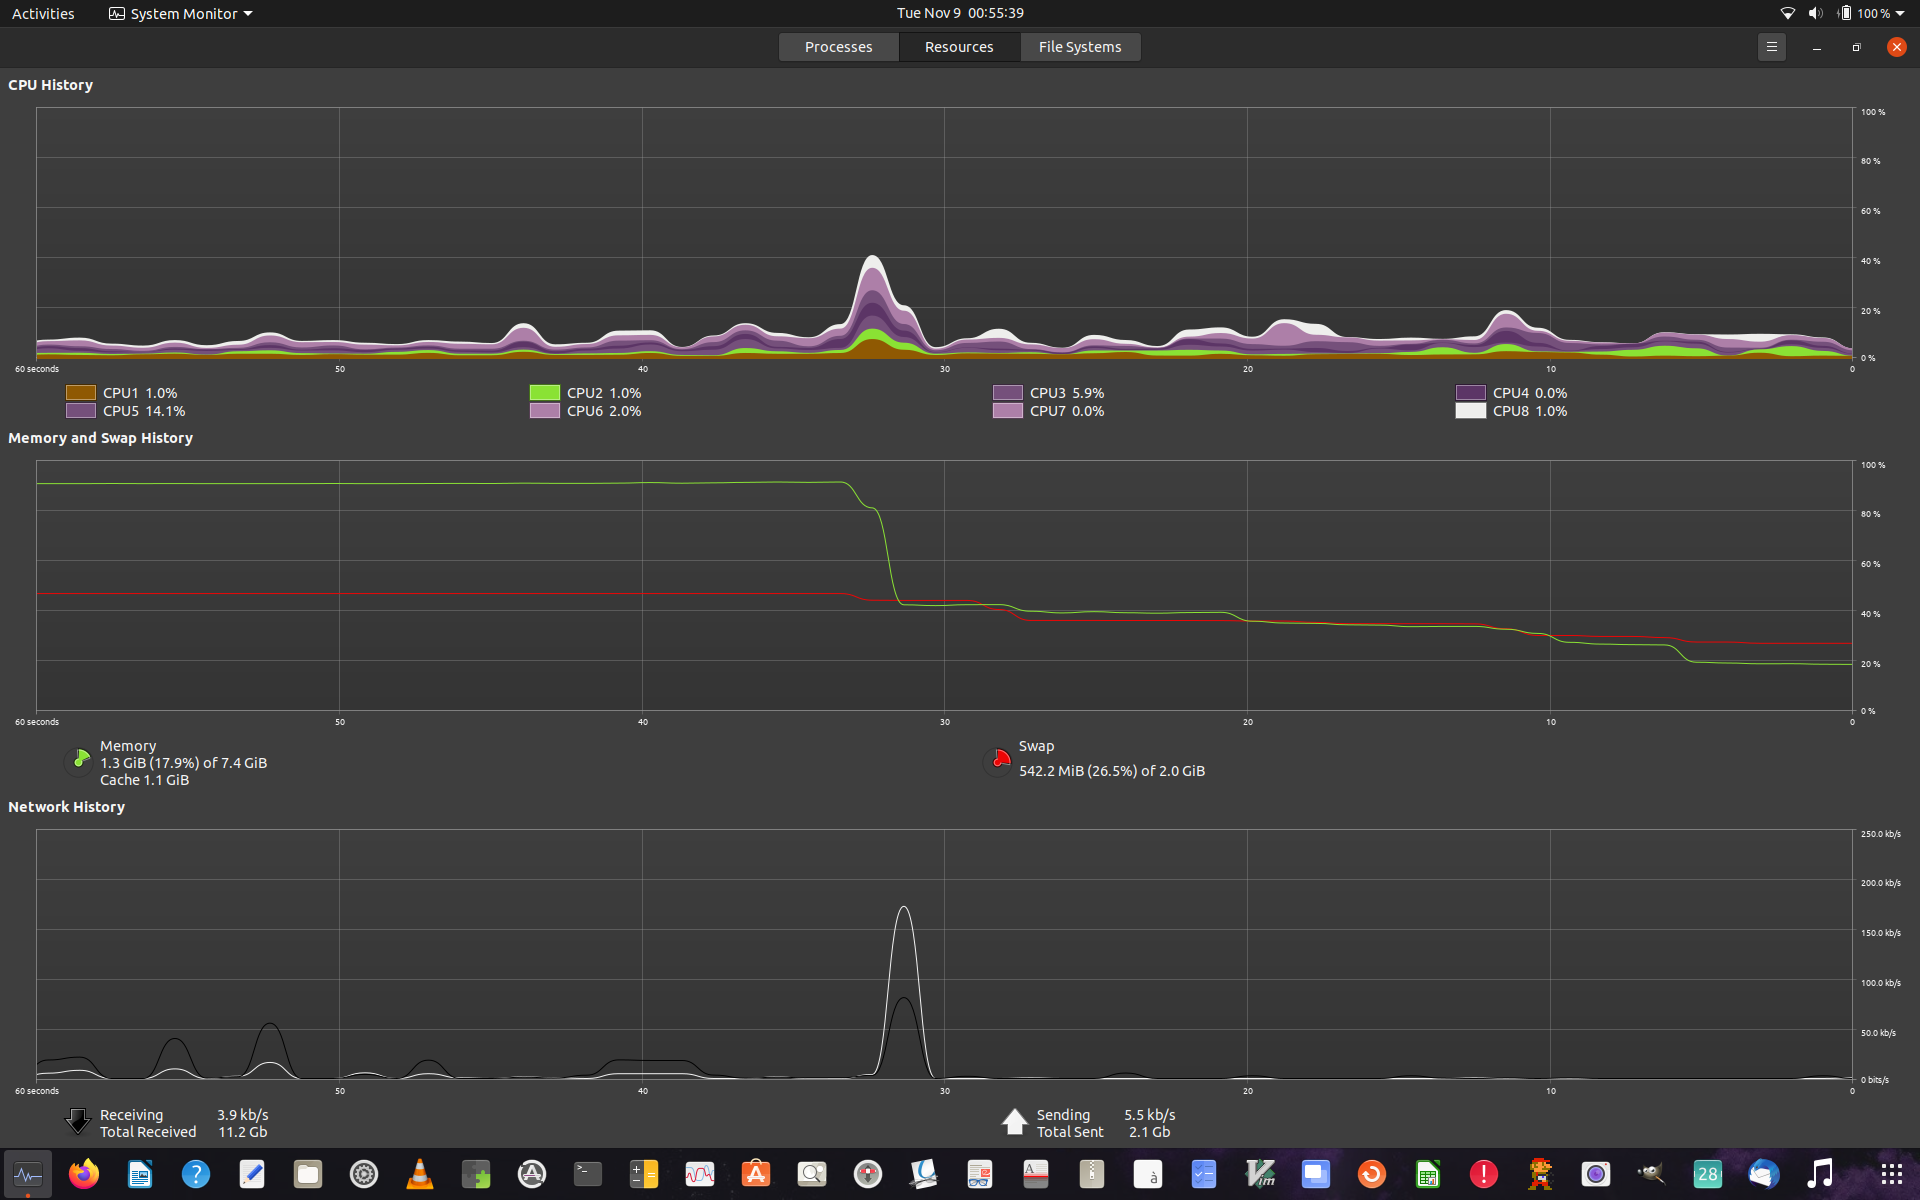 Activities System Monitor Tue Nov 9 00:55:39 100 %
Processes Resources File Systems
CPU History
100 %
80 %
60 %
40 %
20 %
0 %
60 seconds 50 40 30 20 10 0
CPU1 1.0% CPU2 1.0% CPU3 5.9% CPU4 0.0%
CPU5 14.1% CPU6 2.0% CPU7 0.0% CPU8 1.0%
Memory and Swap History
100 %
80 %
60 %
40 %
20 %
0 %
60 seconds 50 40 30 20 10 0
Memory
1.3 GiB (17.9%) of 7.4 GiB
Cache 1.1 GiB
Swap
542.2 MiB (26.5%) of 2.0 GiB
Network History
250.0 kb/s
200.0 kb/s
150.0 kb/s
100.0 kb/s
50.0 kb/s
0 bits/s
60 seconds 50 40 30 20 10 0
Receiving 3.9 kb/s
Total Received 11.2 Gb
Sending 5.5 kb/s
Total Sent 2.1 Gb
? >_ A à Vim ! 28